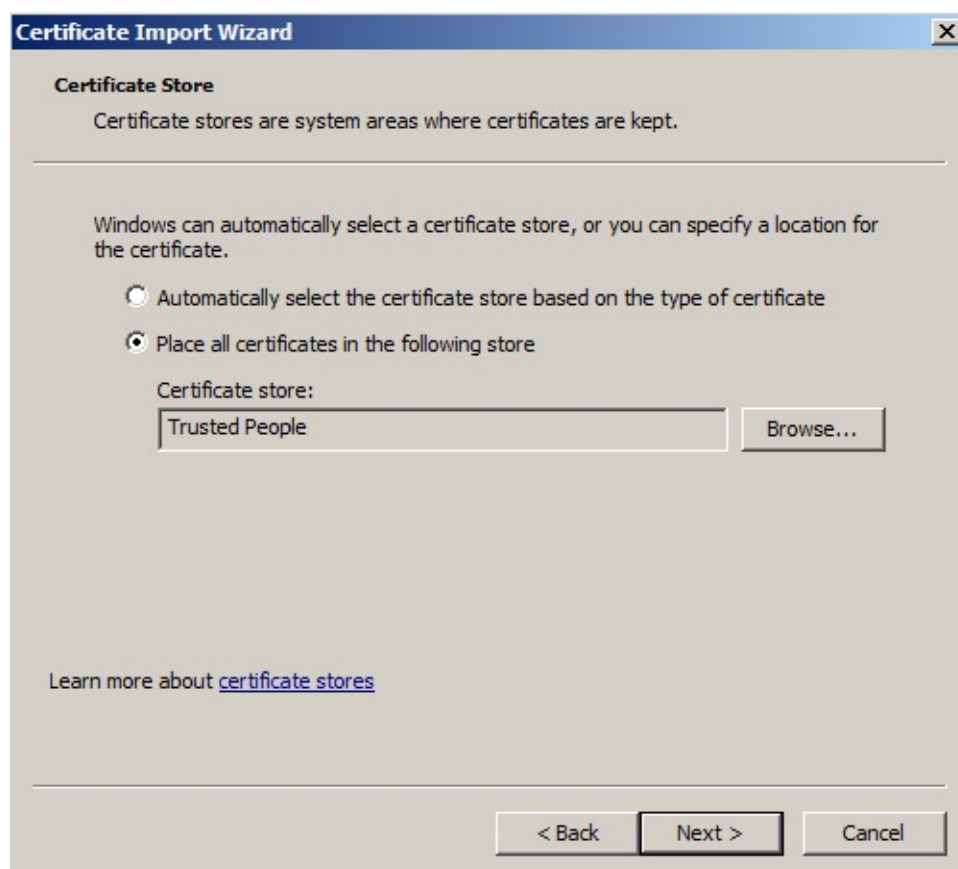 Certificate Import Wizard
Certificate Store
Certificate stores are system areas where certificates are kept.
Windows can automatically select a certificate store, or you can specify a location for
the certificate.
Automatically select the certificate store based on the type of certificate
Place all certificates in the following store
Certificate store:
Trusted People
Browse...
Learn more about certificate stores
< Back
Next >
Cancel